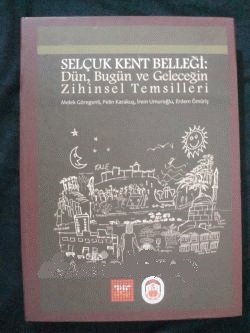 SELÇUK KENT BELLEĞİ:
Dün, Bugün ve Geleceğin
Zihinsel Temsilleri
Melek Göregenli, Pelin Karakuş, İrem Umuroğlu, Erdem Ömüriş